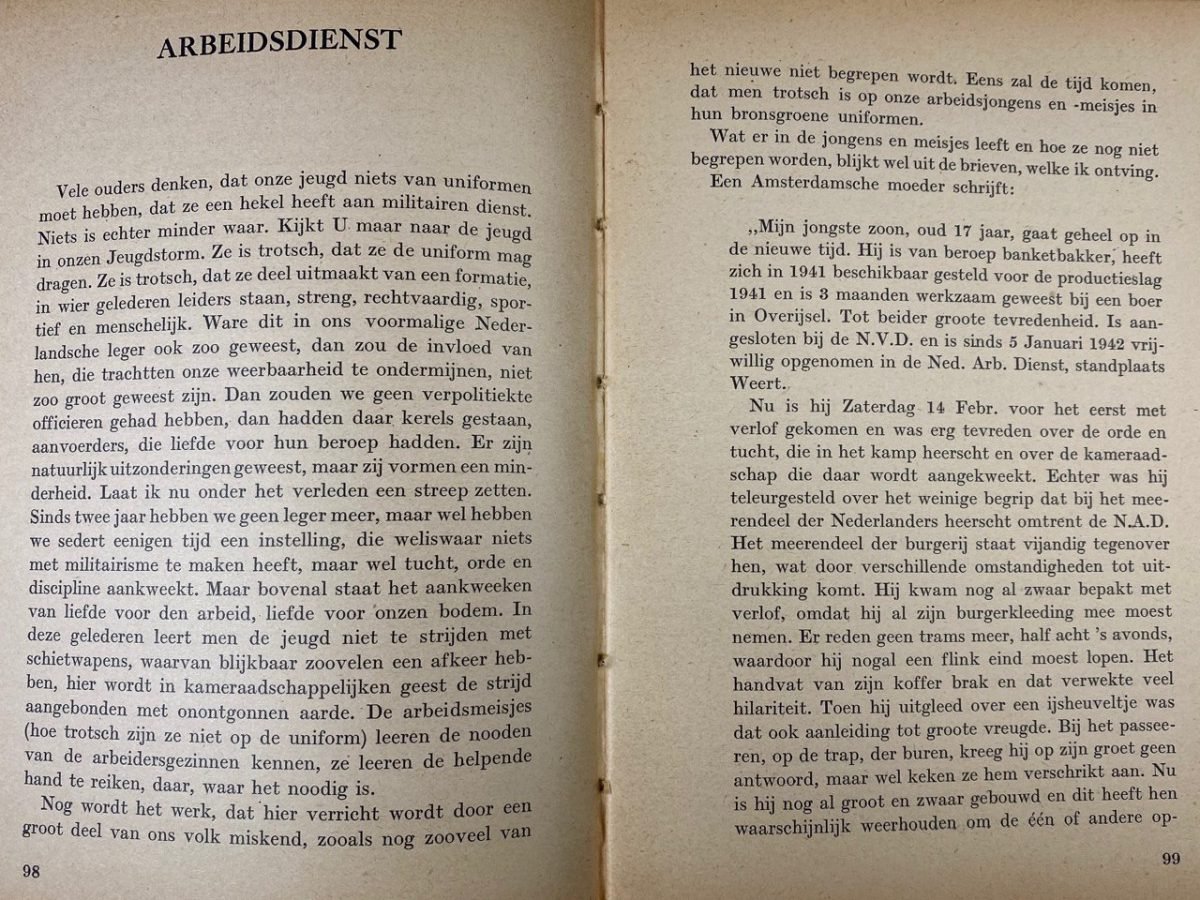 ARBEIDSDIENST
Vele ouders denken, dat onze jeugd niets van uniformen
moet hebben, dat ze een hekel heeft aan militairen dienst.
Niets is echter minder waar. Kijkt U maar naar de jeugd
in onzen Jeugdstorm. Ze is trotsch, dat ze de uniform mag
dragen. Ze is trotsch, dat ze deel uitmaakt van een formatie,
in wier gelederen leiders staan, streng, rechtvaardig, spor-
tief en menschelijk. Ware dit in ons voormalige Neder-
landsche leger ook zoo geweest, dan zou de invloed van
hen, die trachtten onze weerbaarheid te ondermijnen, niet
zoo groot geweest zijn. Dan zouden we geen verpolitiekte
officieren gehad hebben, dan hadden daar kerels gestaan,
aanvoerders, die liefde voor hun beroep hadden. Er zijn
natuurlijk uitzonderingen geweest, maar zij vormen een min-
derheid. Laat ik nu onder het verleden een streep zetten.
Sinds twee jaar hebben we geen leger meer, maar wel hebben
we sedert eenigen tijd een instelling, die weliswaar niets
met militairisme te maken heeft, maar wel tucht, orde en
discipline aankweekt. Maar bovenal staat het aankweeken
van liefde voor den arbeid, liefde voor onzen bodem. In
deze gelederen leert men de jeugd niet te strijden met
schietwapens, waarvan blijkbaar zoovelen een afkeer heb-
ben, hier wordt in kameraadschappelijken geest de strijd
aangebonden met onontgonnen aarde. De arbeidsmeisjes
(hoe trotsch zijn ze niet op de uniform) leeren de nooden
van de arbeidersgezinnen kennen, ze leeren de helpende
hand te reiken, daar, waar het noodig is.
Nog wordt het werk, dat hier verricht wordt door een
groot deel van ons volk miskend, zooals nog zooveel van
98
het nieuwe niet begrepen wordt. Eens zal de tijd komen,
dat men trotsch is op onze arbeidsjongens en -meisjes in
hun bronsgroene uniformen.
Wat er in de jongens en meisjes leeft en hoe ze nog niet
begrepen worden, blijkt wel uit de brieven, welke ik ontving.
Een Amsterdamsche moeder schrijft:
„Mijn jongste zoon, oud 17 jaar, gaat geheel op in
de nieuwe tijd. Hij is van beroep banketbakker, heeft
zich in 1941 beschikbaar gesteld voor de productieslag
1941 en is 3 maanden werkzaam geweest bij een boer
in Overijsel. Tot beider groote tevredenheid. Is aan-
gesloten bij de N.V.D. en is sinds 5 Januari 1942 vrij-
willig opgenomen in de Ned. Arb. Dienst, standplaats
Weert.
Nu is hij Zaterdag 14 Febr. voor het eerst met
verlof gekomen en was erg tevreden over de orde en
tucht, die in het kamp heerscht en over de kameraad-
schap die daar wordt aangekweekt. Echter was hij
teleurgesteld over het weinige begrip dat bij het mee-
rendeel der Nederlanders heerscht omtrent de N.A.D.
Het meerendeel der burgerij staat vijandig tegenover
hen, wat door verschillende omstandigheden tot uit-
drukking komt. Hij kwam nog al zwaar bepakt met
verlof, omdat hij al zijn burgerkleeding mee moest
nemen. Er reden geen trams meer, half acht 's avonds,
waardoor hij nogal een flink eind moest lopen. Het
handvat van zijn koffer brak en dat verwekte veel
hilariteit. Toen hij uitgleed over een ijsheuveltje was
dat ook aanleiding tot groote vreugde. Bij het passee-
ren, op de trap, der buren, kreeg hij op zijn groet geen
antwoord, maar wel keken ze hem verschrikt aan. Nu
is hij nog al groot en zwaar gebouwd en dit heeft hen
waarschijnlijk weerhouden om de één of andere op-
99